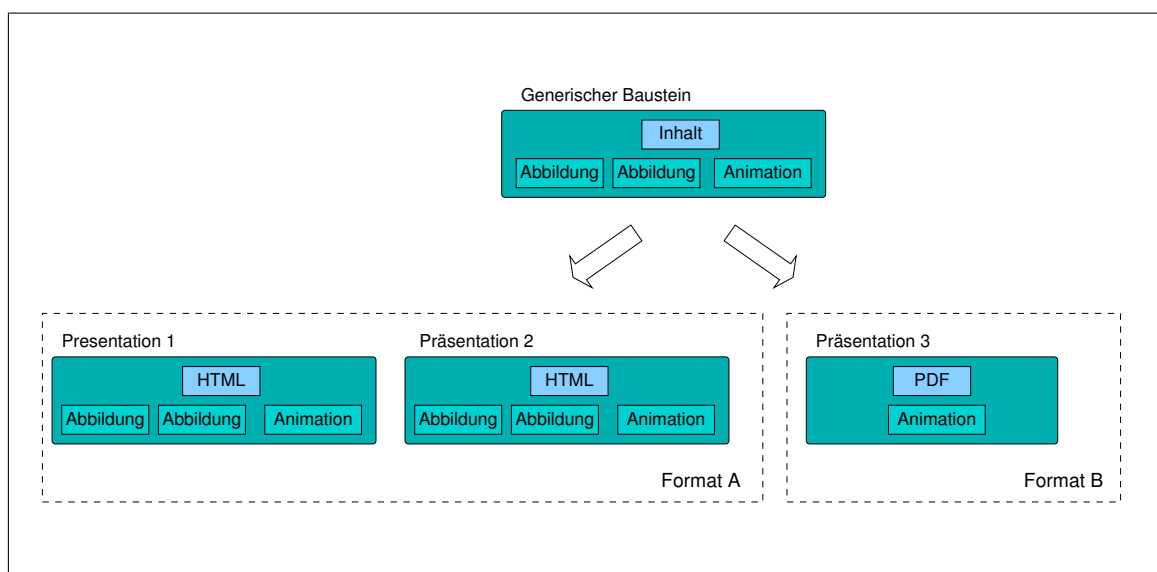 Generischer Baustein
Inhalt
Abbildung Abbildung Animation
Presentation 1
HTML
Abbildung Abbildung Animation
Präsentation 2
HTML
Abbildung Abbildung Animation
Format A
Präsentation 3
PDF
Animation
Format B